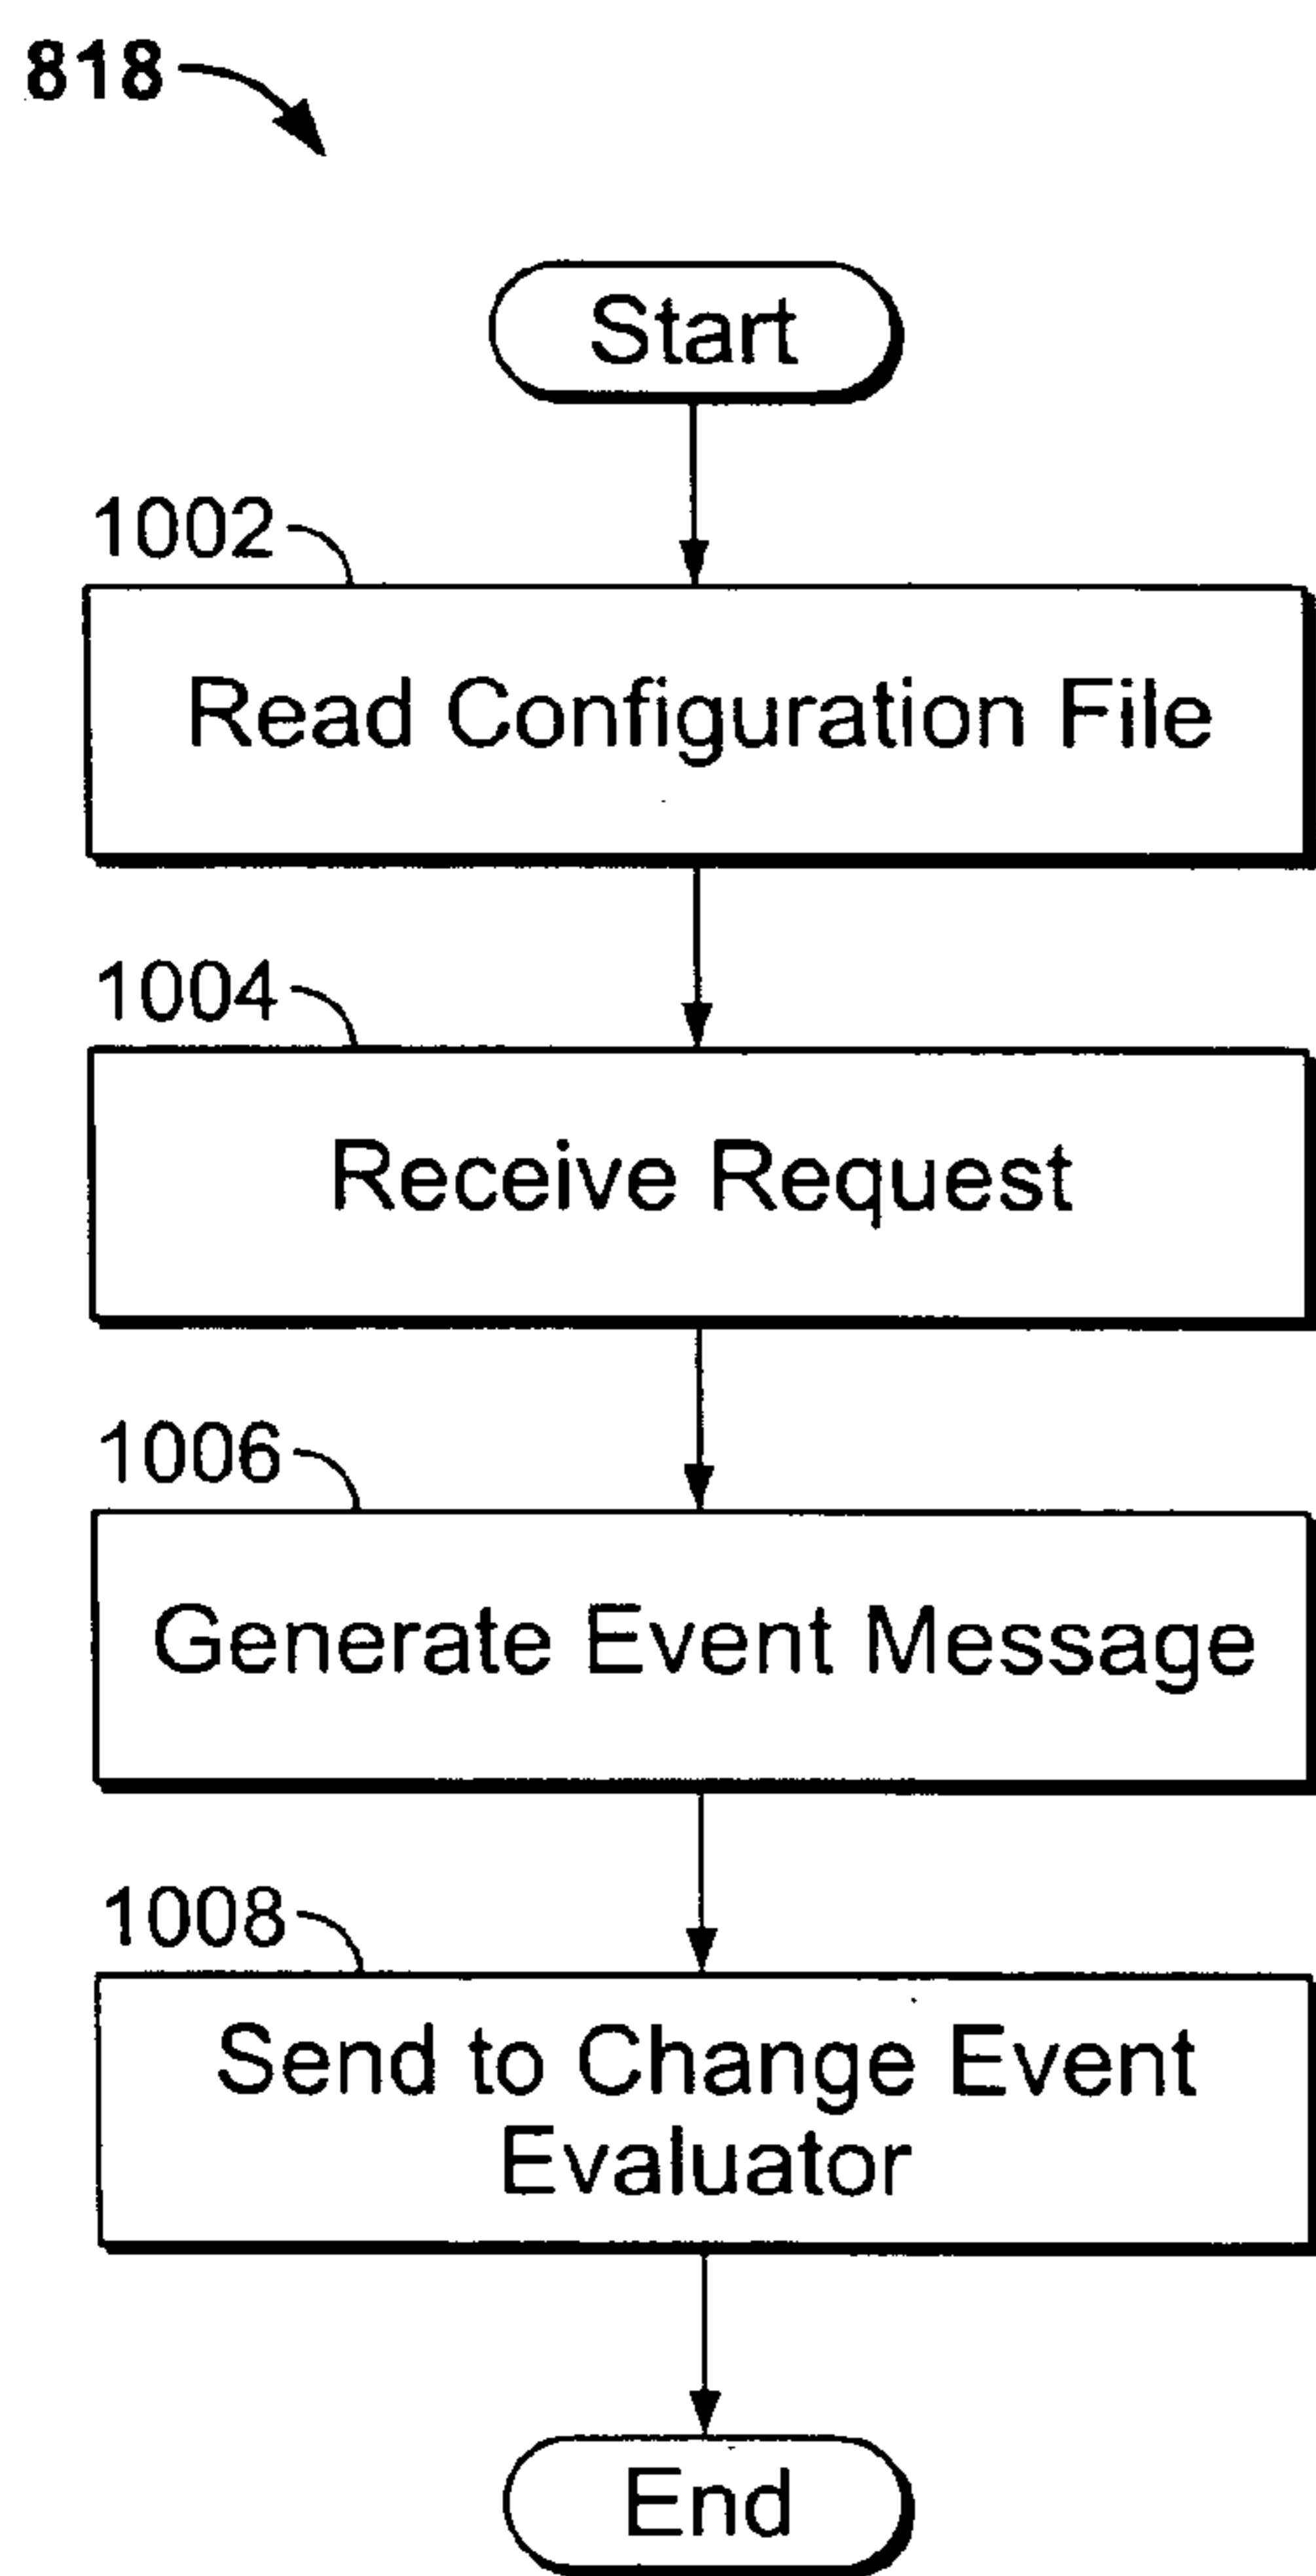 818
Start
1002
Read Configuration File
1004
Receive Request
1006
Generate Event Message
1008
Send to Change Event
Evaluator
End